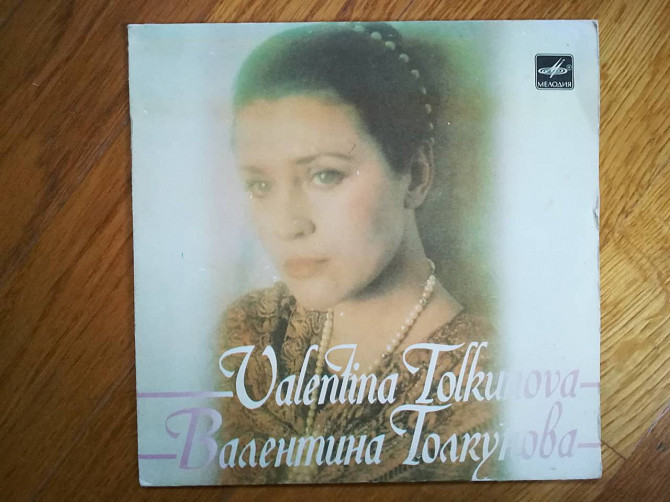 МЕЛОДИЯ
Valentina Tolkunova
Валентина Толкунова